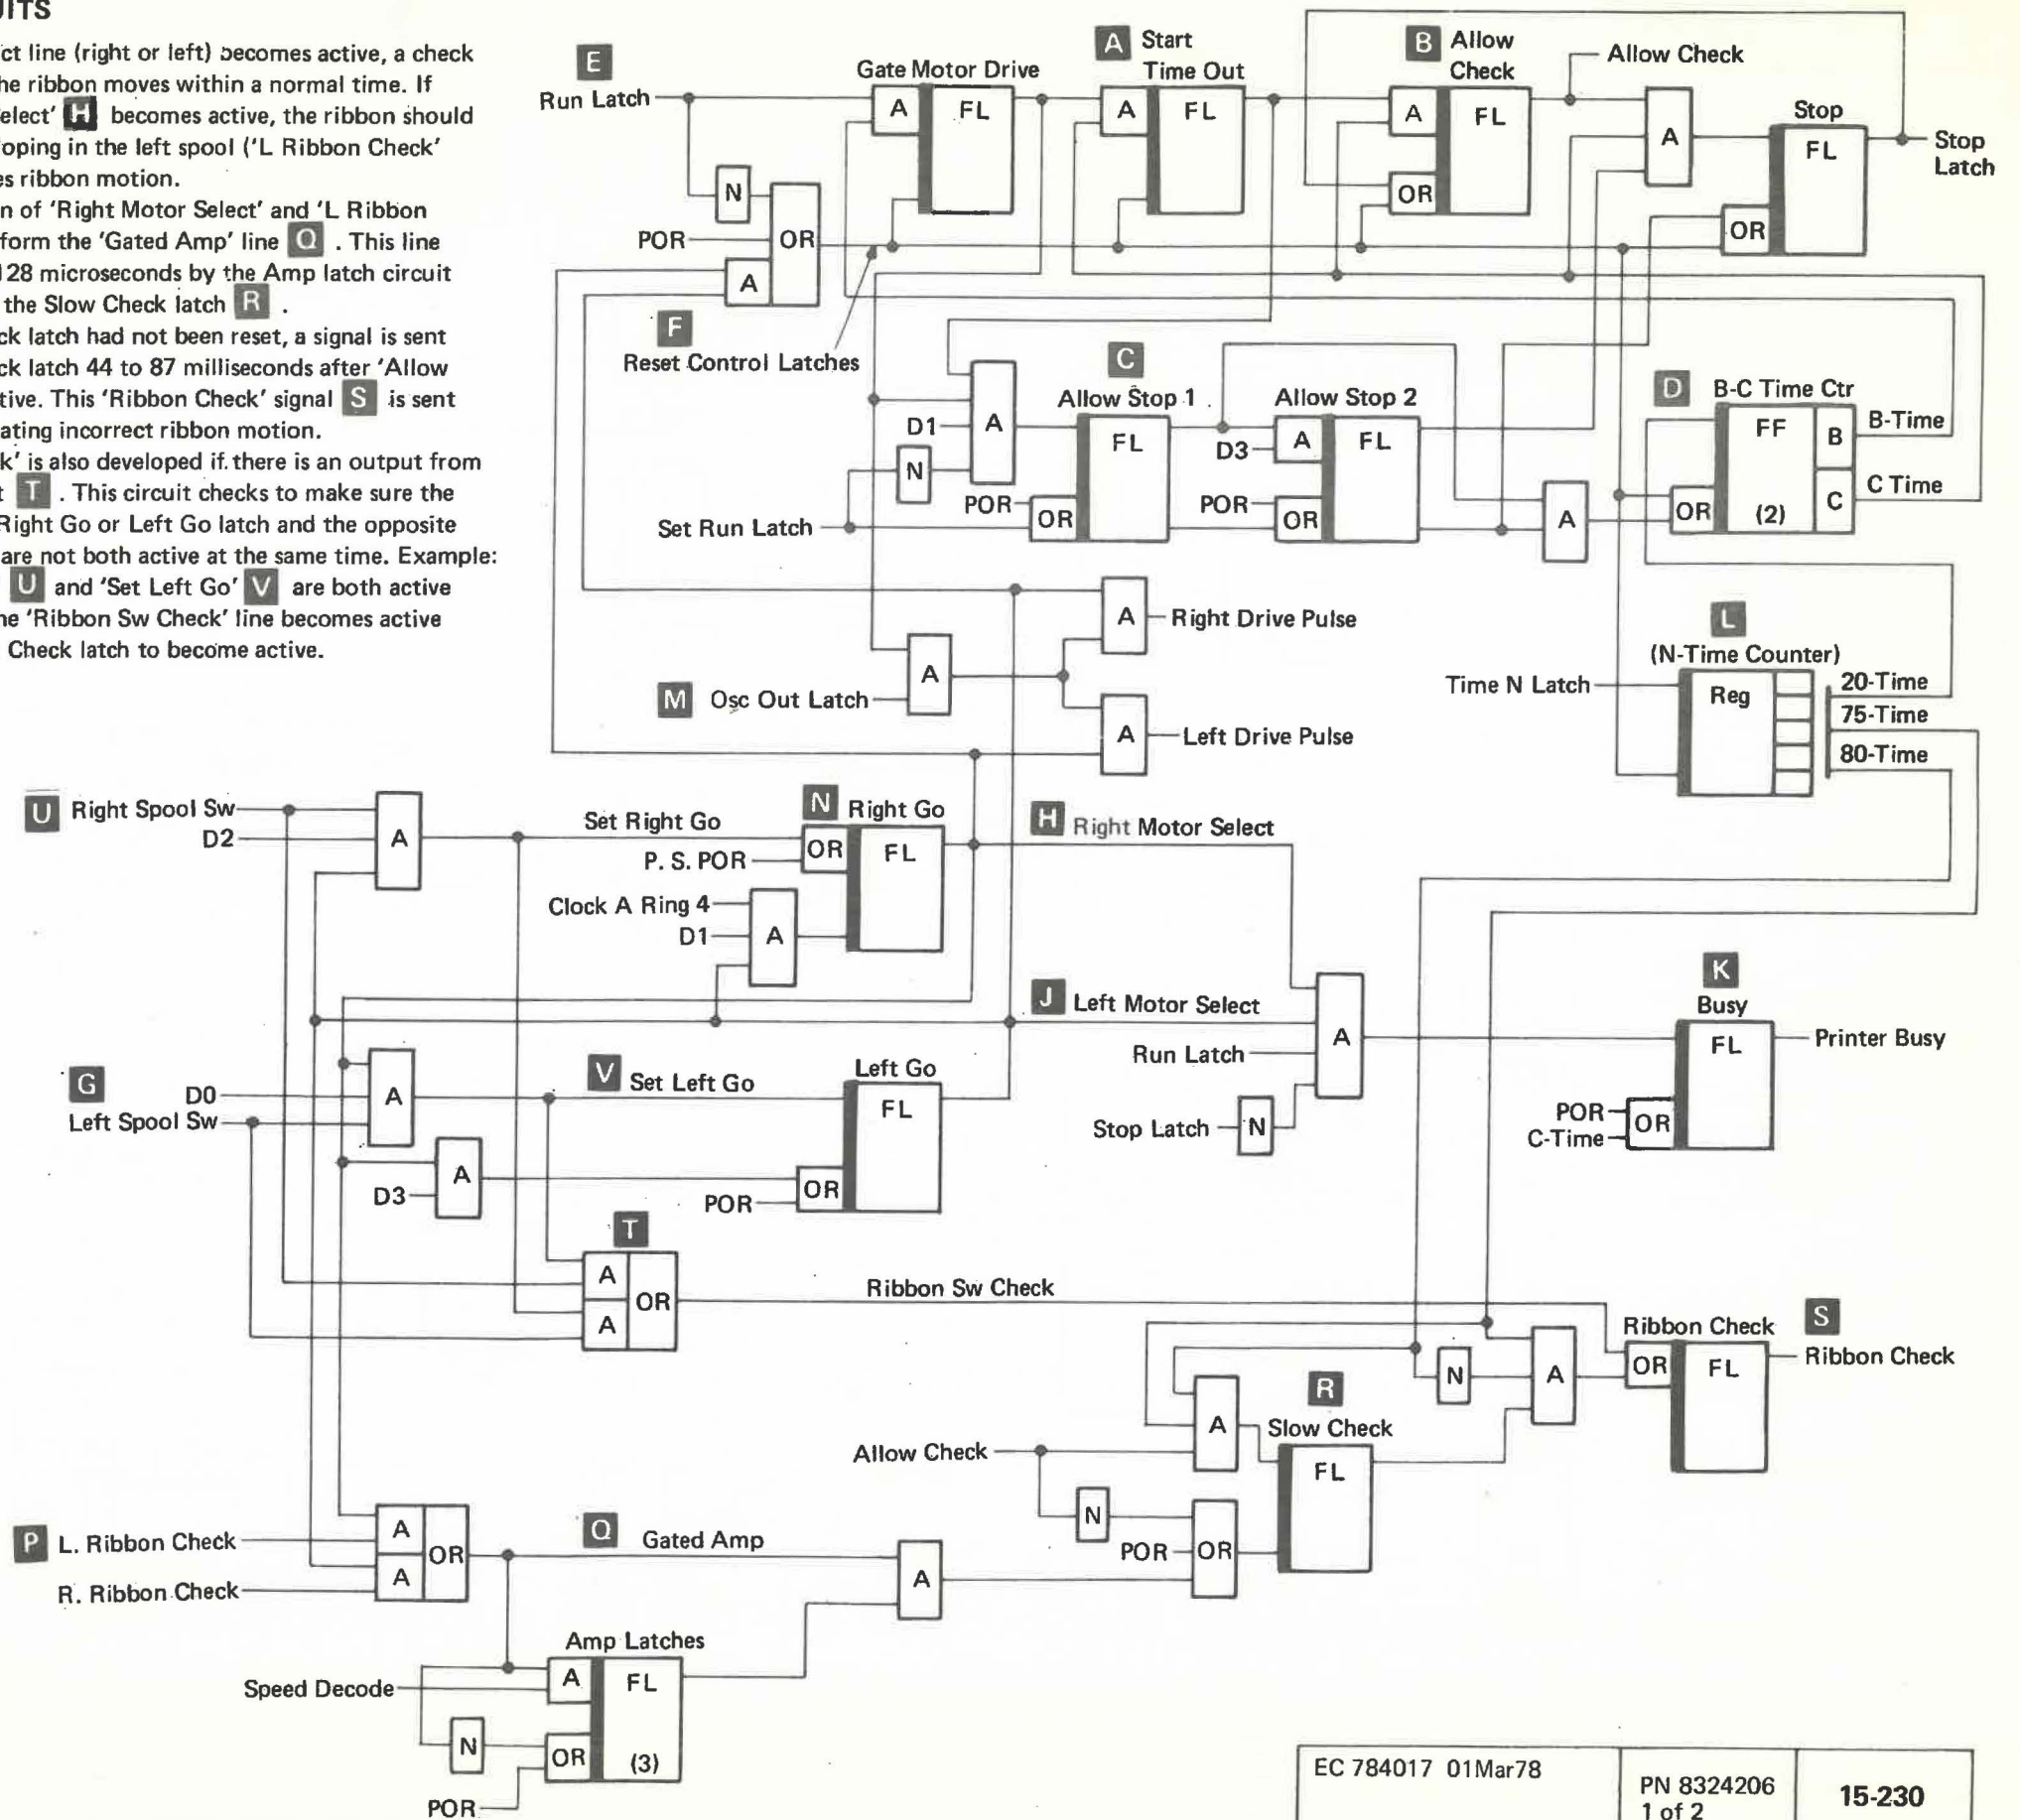 UITS
ct line (right or left) becomes active, a check
he ribbon moves within a normal time. If
elect' H becomes active, the ribbon should
oping in the left spool ('L Ribbon Check'
es ribbon motion.
n of 'Right Motor Select' and 'L Ribbon
form the 'Gated Amp' line Q . This line
128 microseconds by the Amp latch circuit
the Slow Check latch R .
ck latch had not been reset, a signal is sent
ck latch 44 to 87 milliseconds after 'Allow
tive. This 'Ribbon Check' signal S is sent
ating incorrect ribbon motion.
k' is also developed if there is an output from
t T . This circuit checks to make sure the
Right Go or Left Go latch and the opposite
are not both active at the same time. Example:
U and 'Set Left Go' V are both active
he 'Ribbon Sw Check' line becomes active
Check latch to become active.
E
Run Latch
Gate Motor Drive
A FL
A Start
Time Out
A FL
B Allow
Check
A FL
OR
Allow Check
A
Stop
FL
OR
Stop
Latch
N
POR
OR
A
F
Reset Control Latches
C
Allow Stop 1
D1
A
N
FL
POR
OR
Set Run Latch
Allow Stop 2
D3
A FL
POR
OR
A
D B-C Time Ctr
FF B
B-Time
OR (2) C
C Time
A
Right Drive Pulse
M Osc Out Latch
A
A
Left Drive Pulse
L
(N-Time Counter)
Time N Latch
Reg
20-Time
75-Time
80-Time
U Right Spool Sw
D2
A
Set Right Go
N Right Go
OR FL
P. S. POR
Clock A Ring 4
D1
A
H Right Motor Select
J Left Motor Select
Run Latch
A
Stop Latch
N
K
Busy
FL
Printer Busy
POR
C-Time
OR
G
D0
Left Spool Sw
A
V Set Left Go
Left Go
FL
A
D3
OR
POR
T
A
OR
A
Ribbon Sw Check
Ribbon Check S
OR FL
Ribbon Check
N
A
A
R
Slow Check
FL
Allow Check
N
POR
OR
P L. Ribbon Check
A
OR
A
R. Ribbon Check
Q Gated Amp
A
Amp Latches
Speed Decode
A FL
N
OR (3)
POR
EC 784017 01Mar78
PN 8324206
1 of 2
15-230